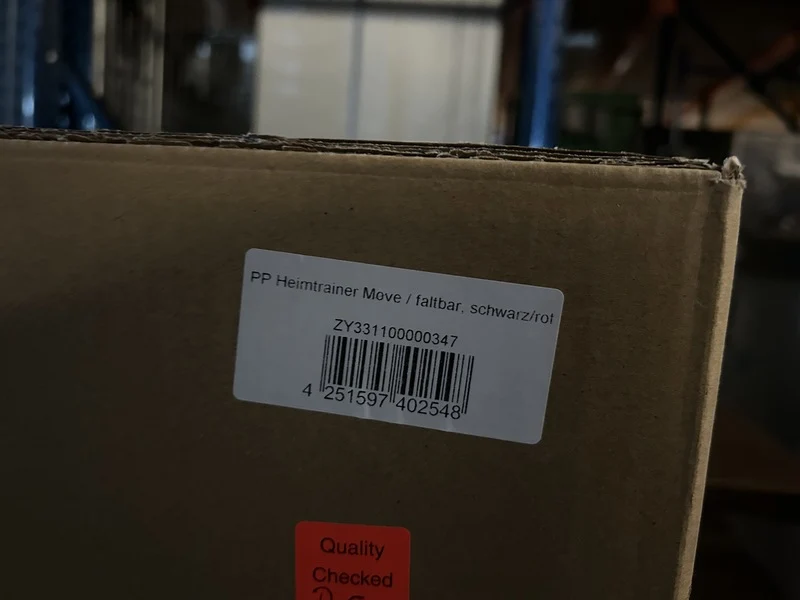 PP Heimtrainer Move / faltbar, schwarz/rot
ZY331100000347
4 251597 402548
Quality
Checked